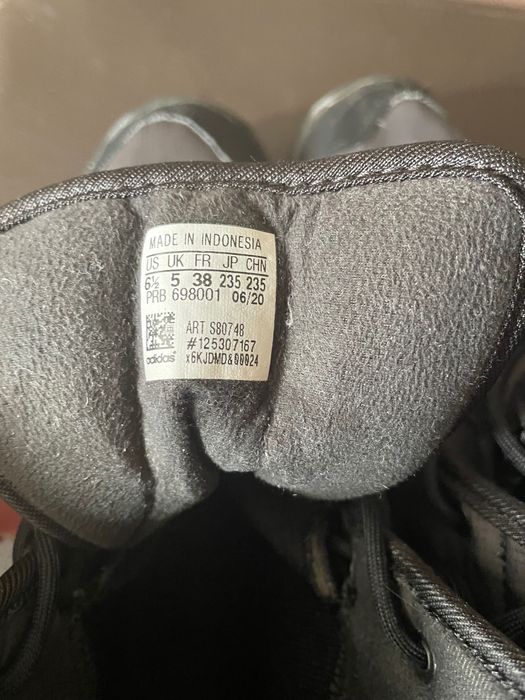 MADE IN INDONESIA
US UK FR JP CHN
6½ 5 38 235 235
PRB 698001 06/20
ART S80748
#125307167
adidas® x6KJDMD&00024